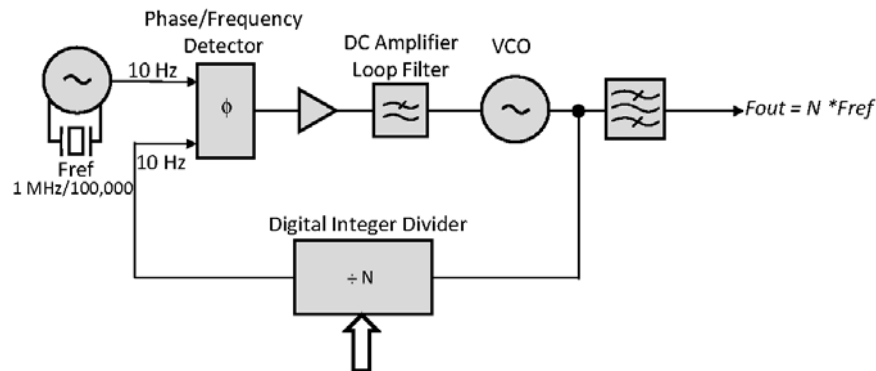 Phase/Frequency
Detector
DC Amplifier
Loop Filter
VCO
10 Hz
ϕ
Fout = N *Fref
10 Hz
Fref
1 MHz/100,000
Digital Integer Divider
÷ N